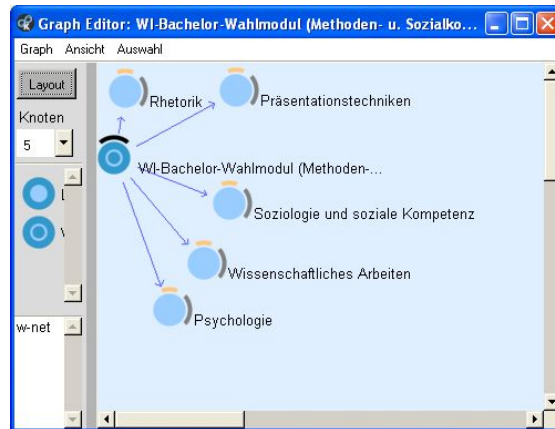 Graph Editor: WI-Bachelor-Wahlmodul (Methoden- u. Sozialko...
Graph Ansicht Auswahl
Layout
Knoten
5
w-net
Rhetorik
Präsentationstechniken
WI-Bachelor-Wahlmodul (Methoden-...
Soziologie und soziale Kompetenz
Wissenschaftliches Arbeiten
Psychologie